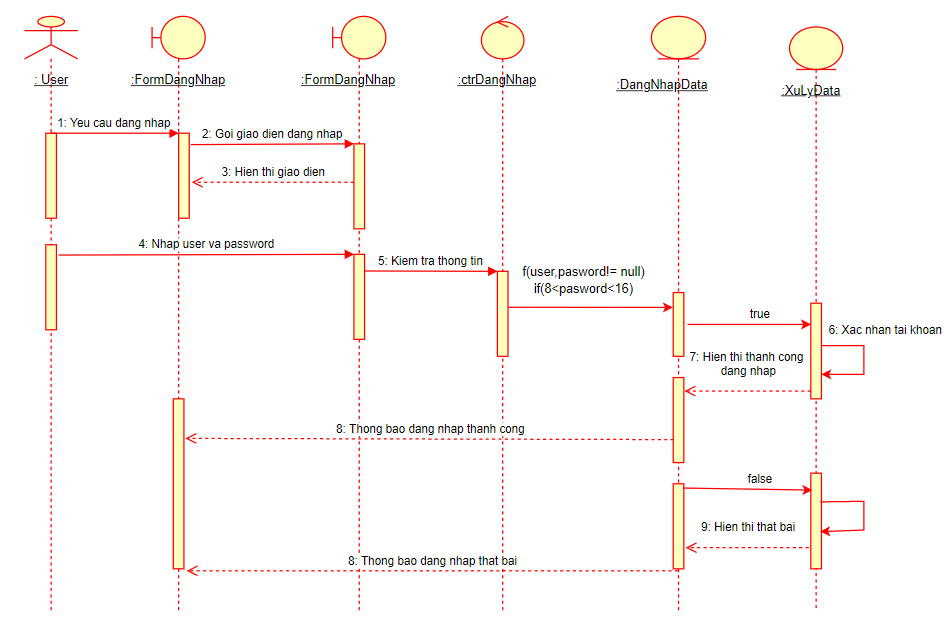 : User
:FormDangNhap
:FormDangNhap
:ctrDangNhap
:DangNhapData
:XuLyData
1: Yeu cau dang nhap
2: Goi giao dien dang nhap
3: Hien thi giao dien
4: Nhap user va password
5: Kiem tra thong tin
f(user,pasword!= null)
if(8<pasword<16)
true
6: Xac nhan tai khoan
7: Hien thi thanh cong
dang nhap
8: Thong bao dang nhap thanh cong
false
9: Hien thi that bai
8: Thong bao dang nhap that bai